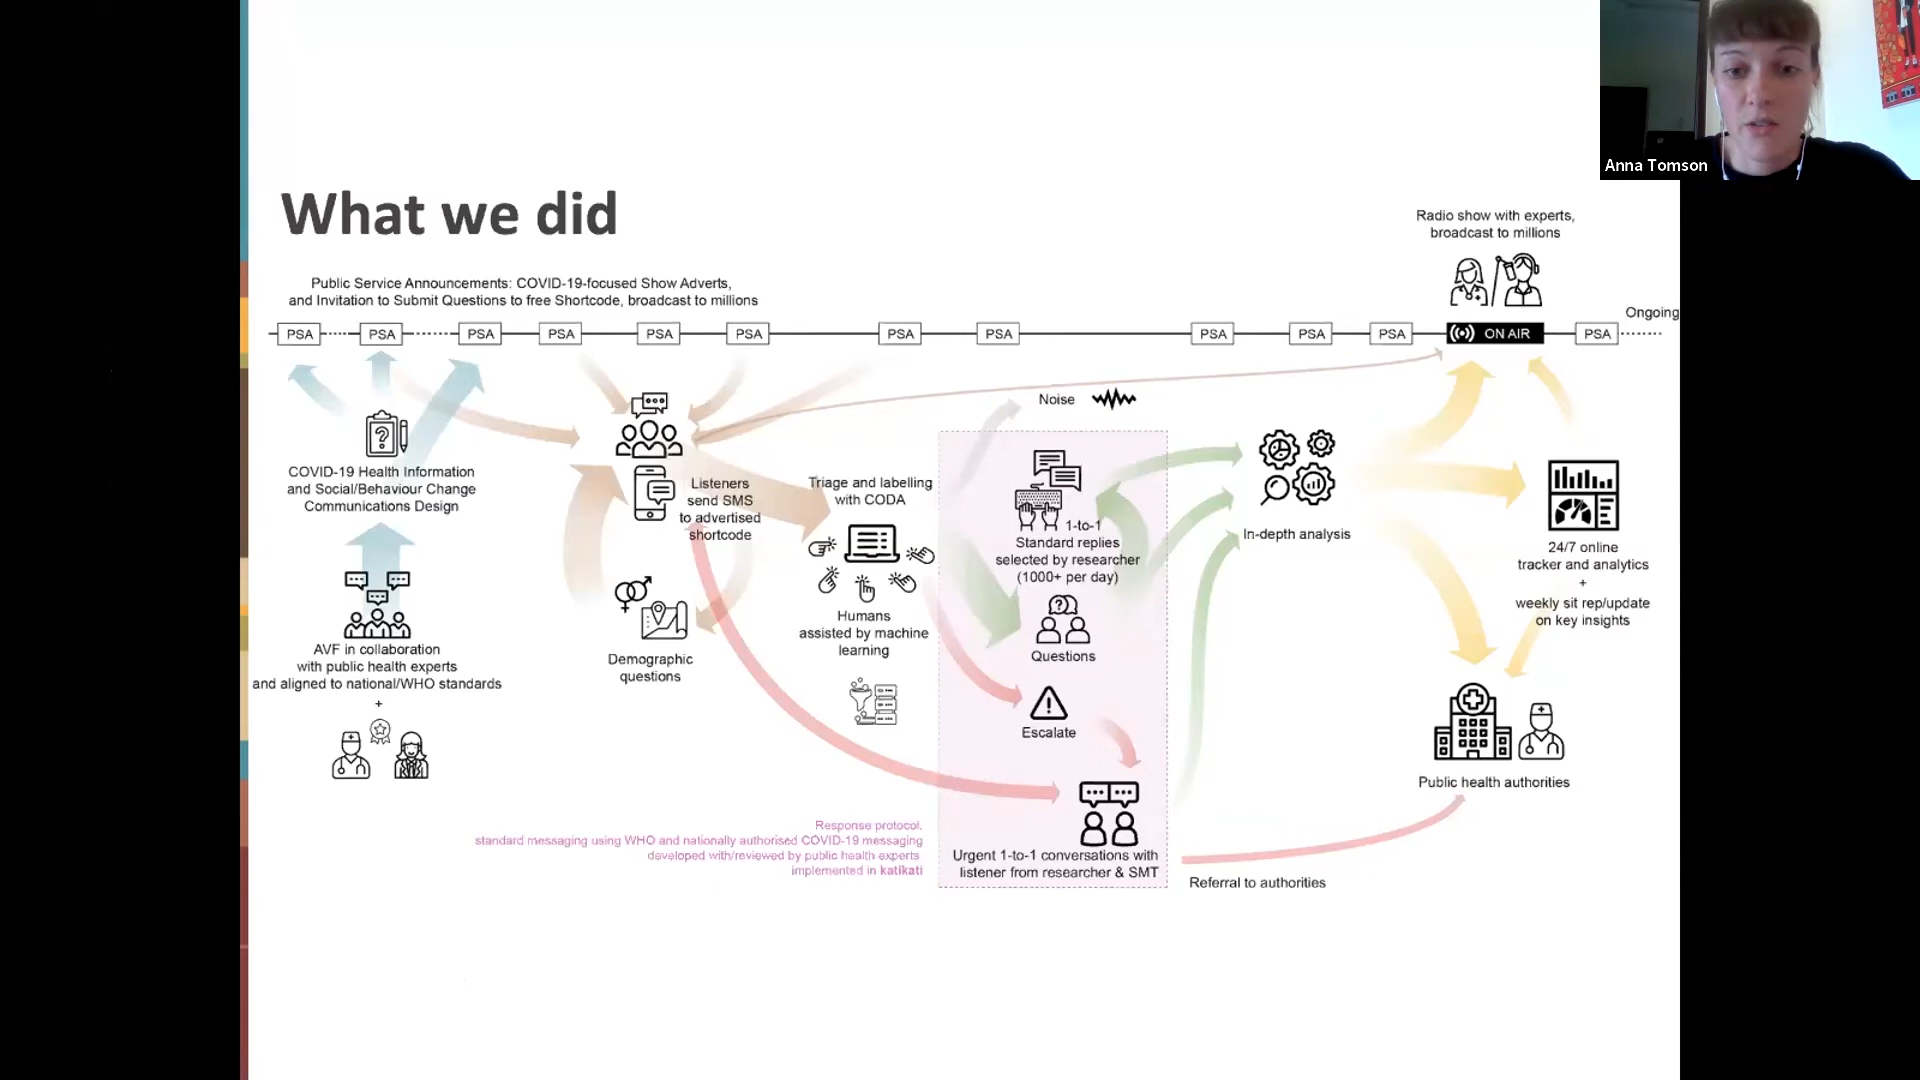 Anna Tomson
What we did
Radio show with experts,
broadcast to millions
Public Service Announcements: COVID-19-focused Show Adverts,
and Invitation to Submit Questions to free Shortcode, broadcast to millions
Ongoing
PSA
PSA
PSA
PSA
PSA
PSA
PSA
PSA
PSA
PSA
PSA
ON AIR
PSA
Noise
COVID-19 Health Information
and Social/Behaviour Change
Communications Design
Listeners
send SMS
to advertised
shortcode
Triage and labelling
with CODA
1-to-1
Standard replies
selected by researcher
(1000+ per day)
In-depth analysis
24/7 online
tracker and analytics
+
weekly sit rep/update
on key insights
Humans
assisted by machine
learning
AVF in collaboration
with public health experts
and aligned to national/WHO standards
+
Demographic
questions
Questions
Escalate
Public health authorities
Response protocol,
standard messaging using WHO and nationally authorised COVID-19 messaging
developed with/reviewed by public health experts
implemented in katikati
Urgent 1-to-1 conversations with
listener from researcher & SMT
Referral to authorities